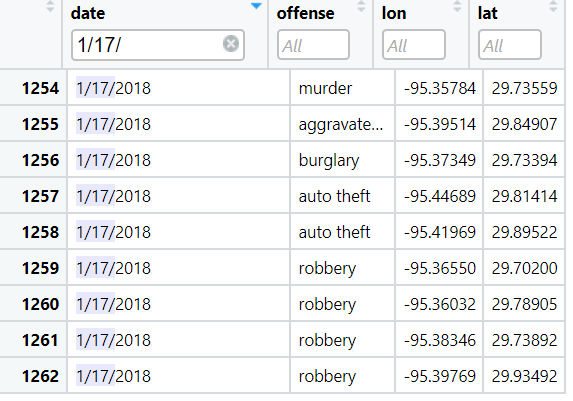 date offense lon lat
1/17/ All All All
1254 1/17/2018 murder -95.35784 29.73559
1255 1/17/2018 aggravate... -95.39514 29.84907
1256 1/17/2018 burglary -95.37349 29.73394
1257 1/17/2018 auto theft -95.44689 29.81414
1258 1/17/2018 auto theft -95.41969 29.89522
1259 1/17/2018 robbery -95.36550 29.70200
1260 1/17/2018 robbery -95.36032 29.78905
1261 1/17/2018 robbery -95.38346 29.73892
1262 1/17/2018 robbery -95.39769 29.93492